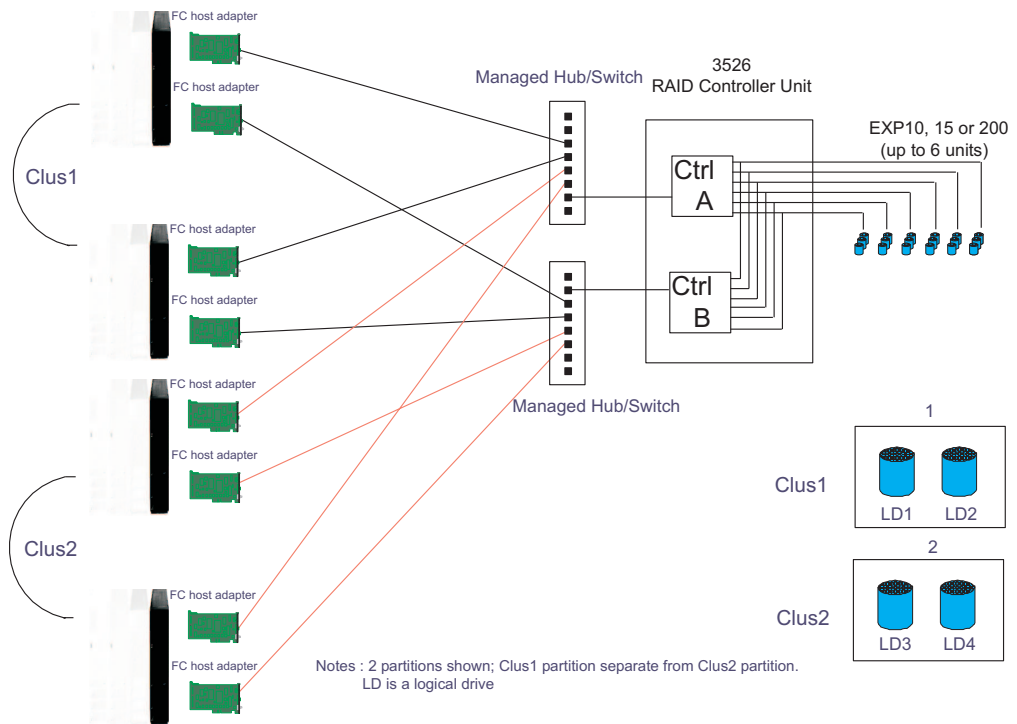 FC host adapter
FC host adapter
Clus1
FC host adapter
FC host adapter
FC host adapter
FC host adapter
Clus2
FC host adapter
FC host adapter
Managed Hub/Switch
Managed Hub/Switch
3526
RAID Controller Unit
Ctrl
A
Ctrl
B
EXP10, 15 or 200
(up to 6 units)
1
Clus1
LD1 LD2
2
Clus2
LD3 LD4
Notes : 2 partitions shown; Clus1 partition separate from Clus2 partition.
LD is a logical drive